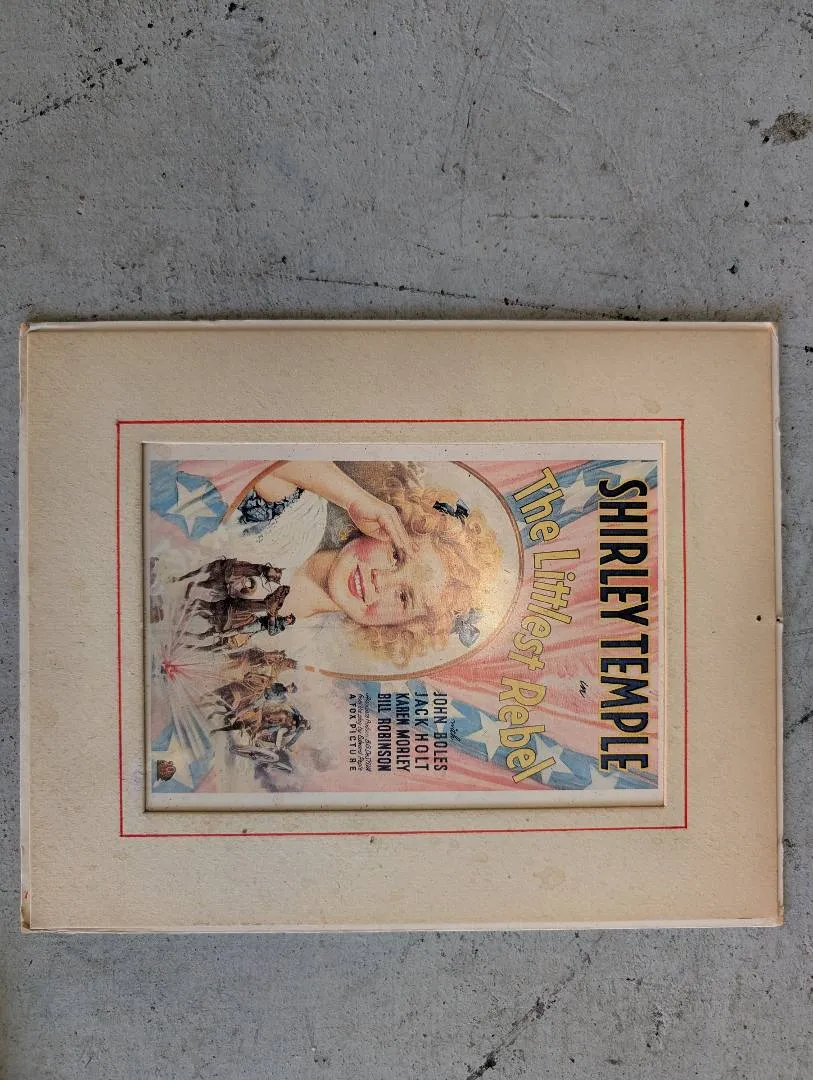 SHIRLEY TEMPLE
in
The Littlest Rebel
with
JOHN BOLES
JACK HOLT
KAREN MORLEY
BILL ROBINSON
A FOX PICTURE